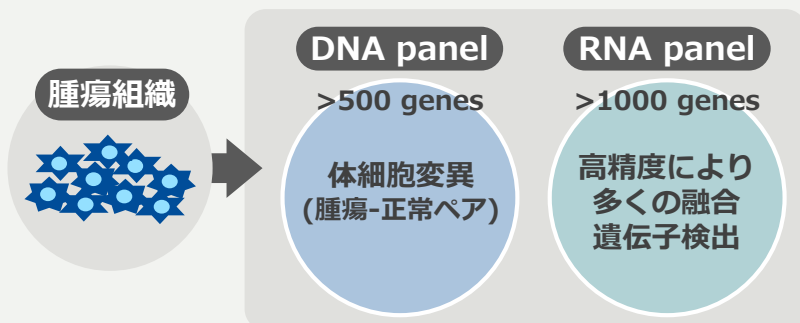 腫瘍組織
DNA panel
>500 genes
体細胞変異
(腫瘍-正常ペア)
RNA panel
>1000 genes
高精度により
多くの融合
遺伝子検出